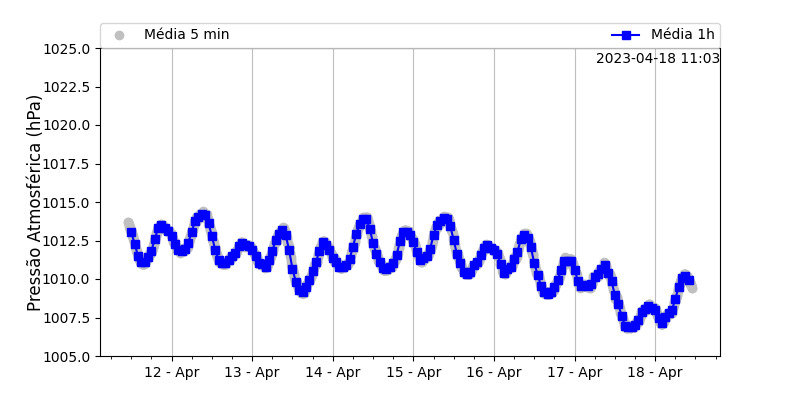 Média 5 min
Média 1h
2023-04-18 11:03
Pressão Atmosférica (hPa)
1025.0
1022.5
1020.0
1017.5
1015.0
1012.5
1010.0
1007.5
1005.0
12 - Apr
13 - Apr
14 - Apr
15 - Apr
16 - Apr
17 - Apr
18 - Apr